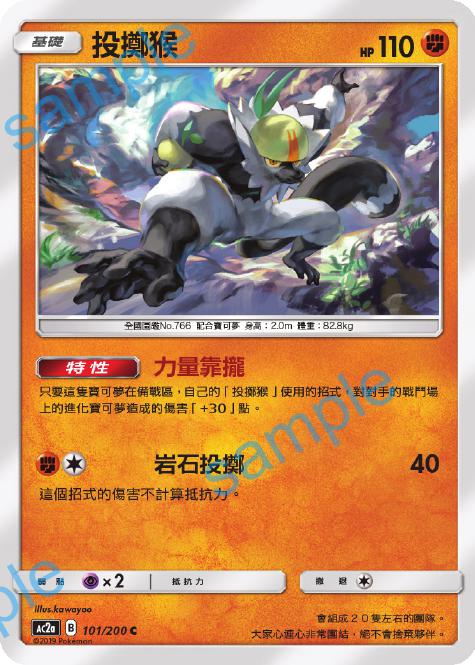 基礎 投擲猴 HP 110
全國圖鑑No.766 配合寶可夢 身高：2.0m 體重：82.8kg
特性 力量靠攏
只要這隻寶可夢在備戰區，自己的「投擲猴」使用的招式，對對手的戰鬥場
上的進化寶可夢造成的傷害「+30」點。
岩石投擲 40
這個招式的傷害不計算抵抗力。
弱點 ×2 抵抗力 撤退
Illus.kawayoo
AC2a B 101/200 C
©2019 Pokémon
會組成２０隻左右的團隊。
大家心連心非常團結，絕不會捨棄夥伴。
sample
sample
sample